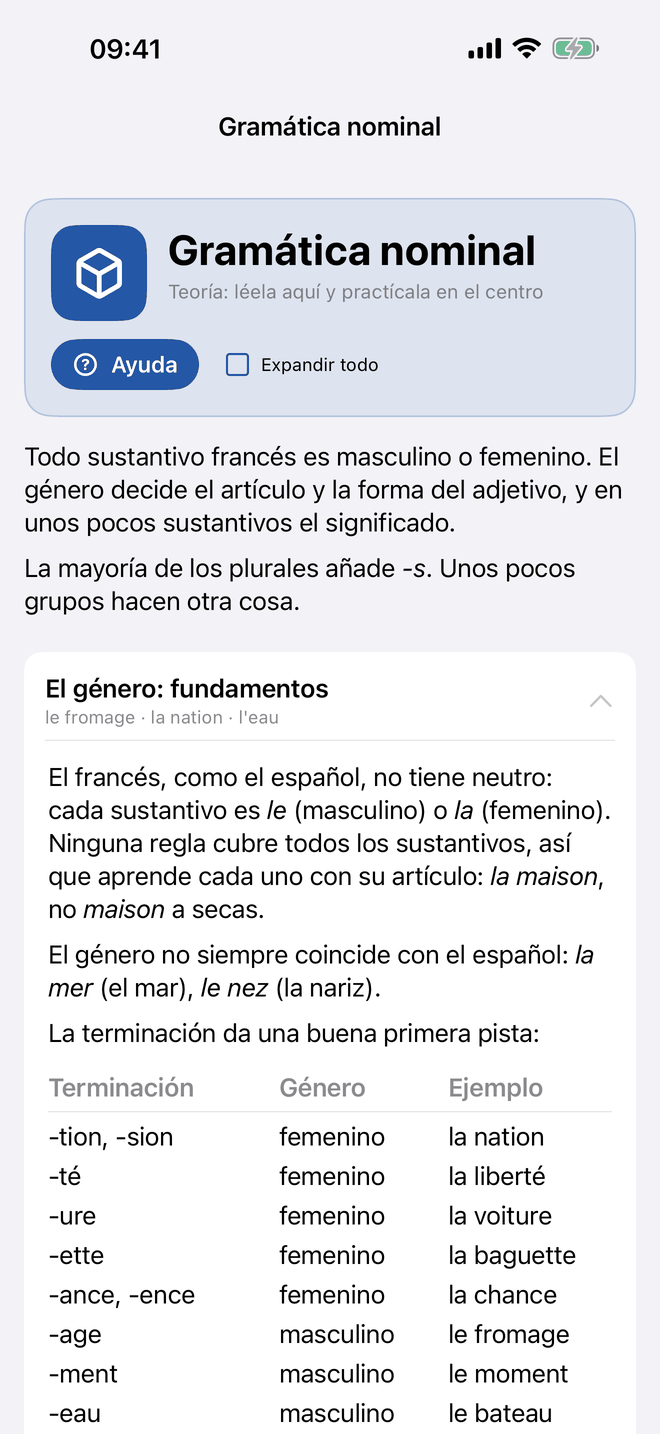 09:41
Gramática nominal
Gramática nominal
Teoría: léela aquí y practícala en el centro
Ayuda
Expandir todo
Todo sustantivo francés es masculino o femenino. El
género decide el artículo y la forma del adjetivo, y en
unos pocos sustantivos el significado.
La mayoría de los plurales añade -s. Unos pocos
grupos hacen otra cosa.
El género: fundamentos
le fromage · la nation · l'eau
El francés, como el español, no tiene neutro:
cada sustantivo es le (masculino) o la (femenino).
Ninguna regla cubre todos los sustantivos, así
que aprende cada uno con su artículo: la maison,
no maison a secas.
El género no siempre coincide con el español: la
mer (el mar), le nez (la nariz).
La terminación da una buena primera pista:
Terminación Género Ejemplo
-tion, -sion femenino la nation
-té femenino la liberté
-ure femenino la voiture
-ette femenino la baguette
-ance, -ence femenino la chance
-age masculino le fromage
-ment masculino le moment
-eau masculino le bateau